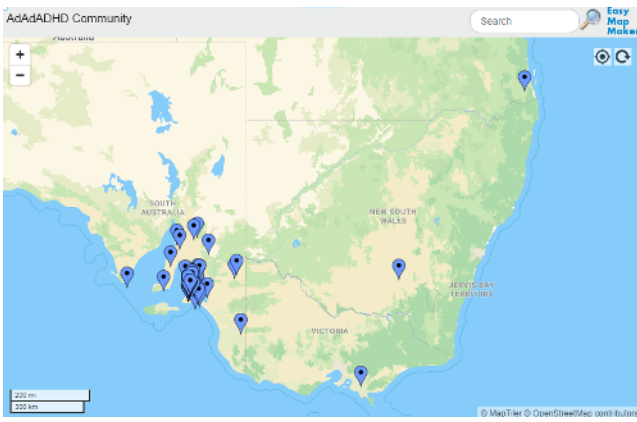 AdAdADHD Community
Search
Easy
Map
Maker
+
−
SOUTH
AUSTRALIA
NEW SOUTH
WALES
JERVIS BAY
TERRITORY
VICTORIA
200 mi
300 km
© MapTiler © OpenStreetMap contributors